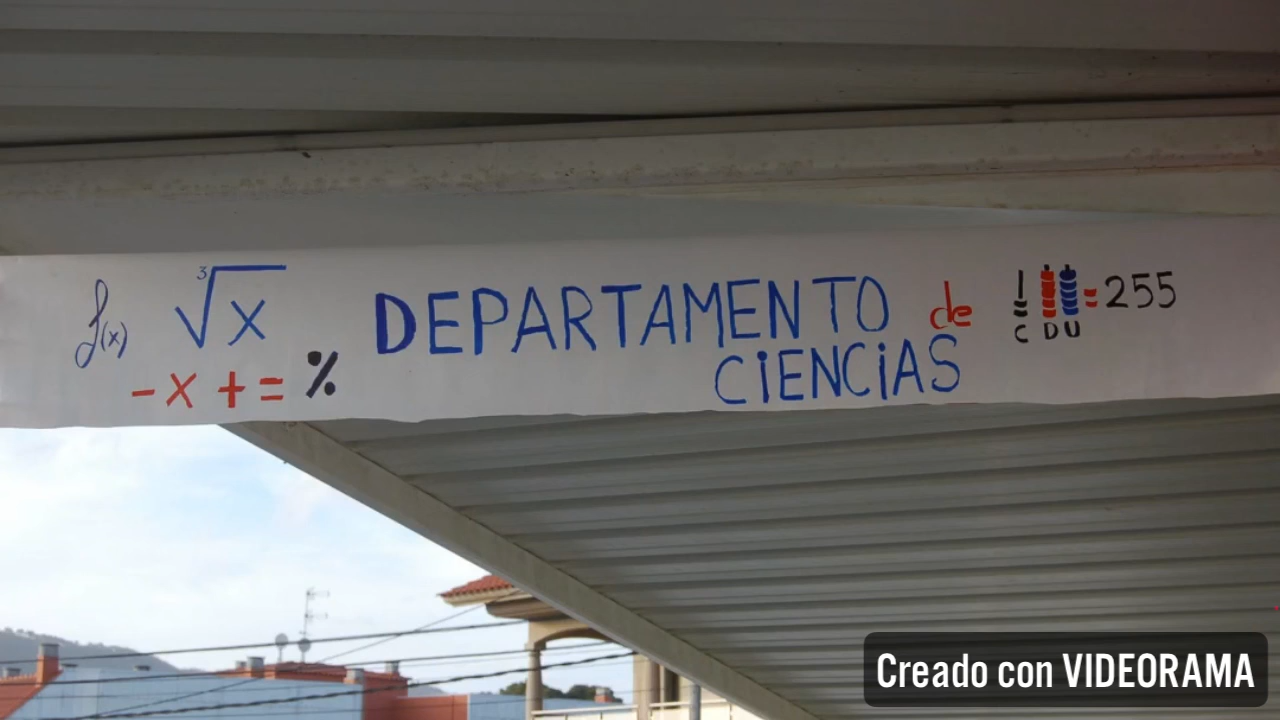 f(x) ∛x DEPARTAMENTO de = 255
C D U
- x + = % CIENCIAS
Creado con VIDEORAMA